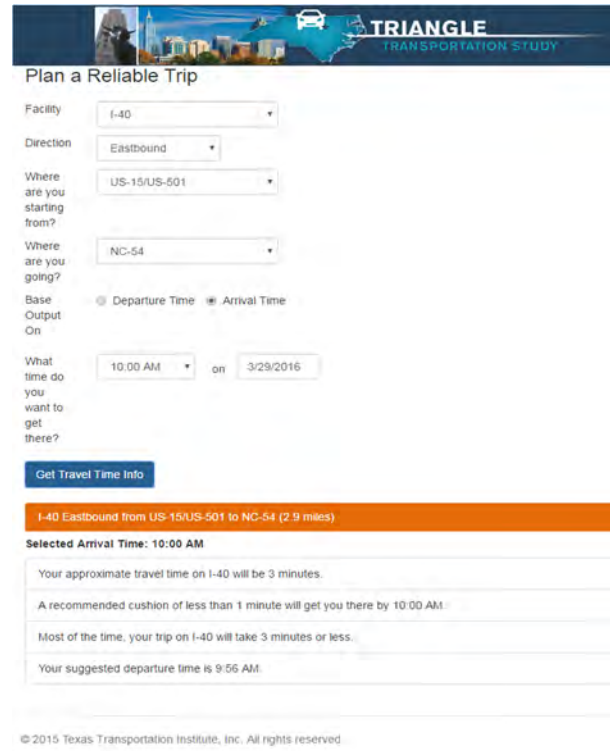 TRIANGLE
TRANSPORTATION STUDY
Plan a Reliable Trip
Facility
I-40
Direction
Eastbound
Where
are you
starting
from?
US-15/US-501
Where
are you
going?
NC-54
Base
Output
On
Departure Time
Arrival Time
What
time do
you
want to
get
there?
10:00 AM
on
3/29/2016
Get Travel Time Info
I-40 Eastbound from US-15/US-501 to NC-54 (2.9 miles)
Selected Arrival Time: 10:00 AM
Your approximate travel time on I-40 will be 3 minutes.
A recommended cushion of less than 1 minute will get you there by 10:00 AM.
Most of the time, your trip on I-40 will take 3 minutes or less.
Your suggested departure time is 9:56 AM.
© 2015 Texas Transportation Institute, Inc. All rights reserved.